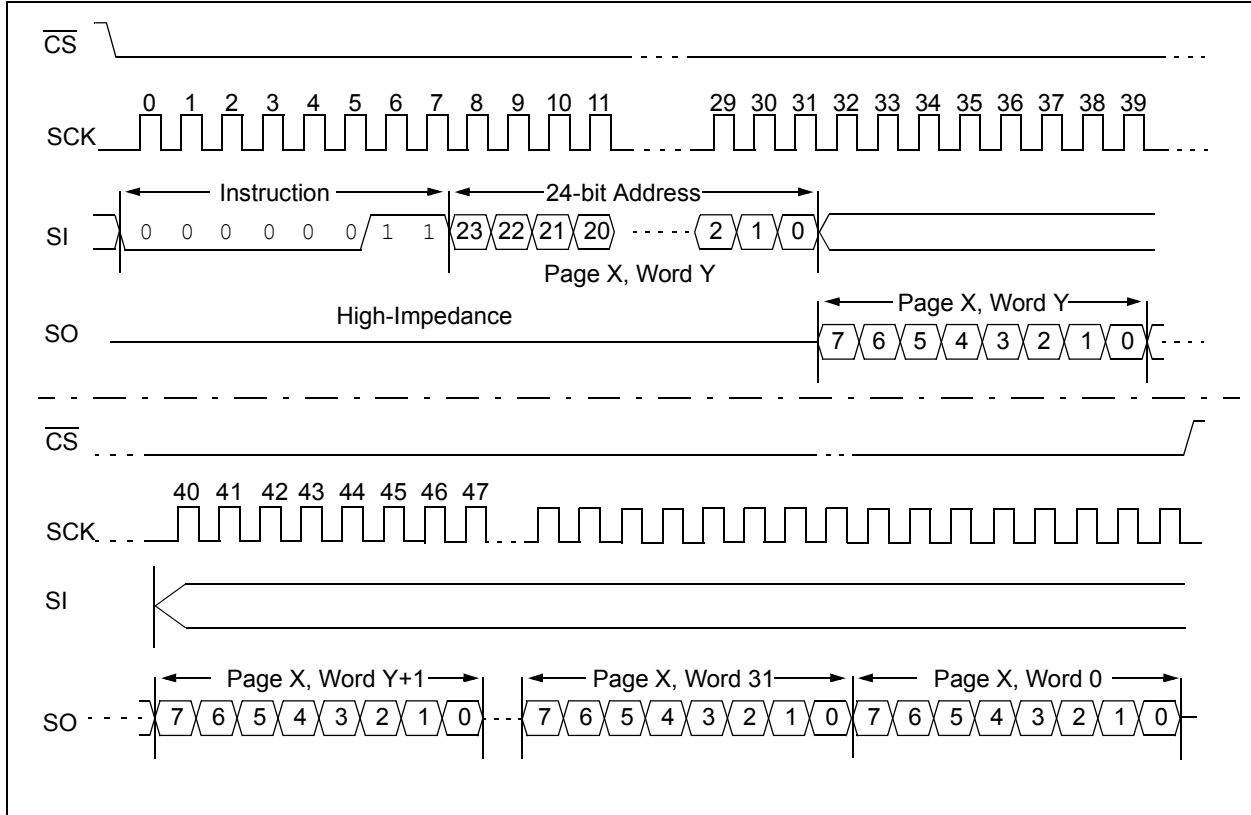 CS
0 1 2 3 4 5 6 7 8 9 10 11 29 30 31 32 33 34 35 36 37 38 39
SCK
Instruction 24-bit Address
SI 0 0 0 0 0 0 1 1 23 22 21 20 2 1 0
Page X, Word Y
High-Impedance Page X, Word Y
SO 7 6 5 4 3 2 1 0
CS
40 41 42 43 44 45 46 47
SCK
SI
Page X, Word Y+1 Page X, Word 31 Page X, Word 0
SO 7 6 5 4 3 2 1 0 7 6 5 4 3 2 1 0 7 6 5 4 3 2 1 0